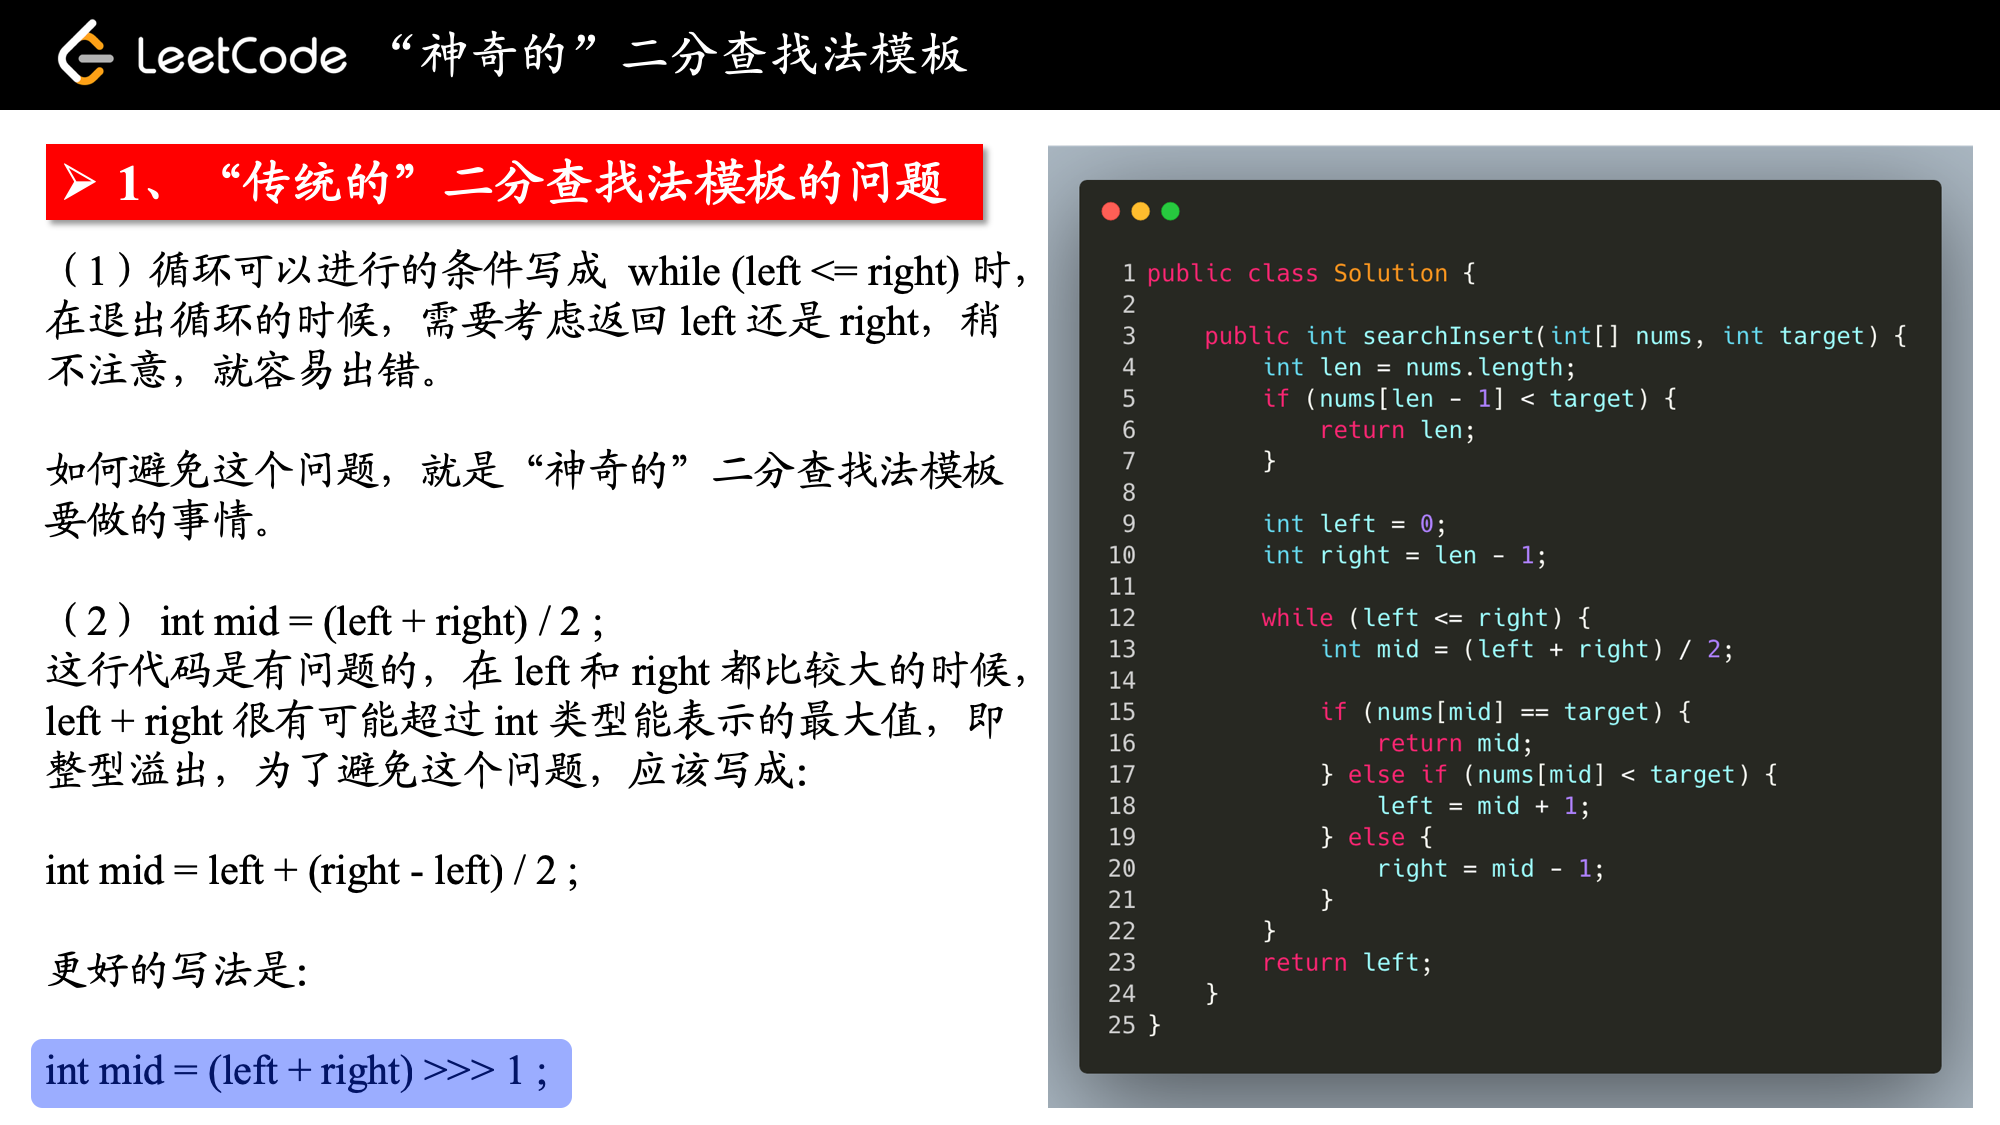 LeetCode “神奇的”二分查找法模板
➢ 1、“传统的”二分查找法模板的问题
（1）循环可以进行的条件写成 while (left <= right) 时，
在退出循环的时候，需要考虑返回 left 还是 right，稍
不注意，就容易出错。
如何避免这个问题，就是“神奇的”二分查找法模板
要做的事情。
（2） int mid = (left + right) / 2 ;
这行代码是有问题的，在 left 和 right 都比较大的时候，
left + right 很有可能超过 int 类型能表示的最大值，即
整型溢出，为了避免这个问题，应该写成：
int mid = left + (right - left) / 2 ;
更好的写法是：
int mid = (left + right) >>> 1 ;
1 public class Solution {
2
3     public int searchInsert(int[] nums, int target) {
4         int len = nums.length;
5         if (nums[len - 1] < target) {
6             return len;
7         }
8
9         int left = 0;
10         int right = len - 1;
11
12         while (left <= right) {
13             int mid = (left + right) / 2;
14
15             if (nums[mid] == target) {
16                 return mid;
17             } else if (nums[mid] < target) {
18                 left = mid + 1;
19             } else {
20                 right = mid - 1;
21             }
22         }
23         return left;
24     }
25 }